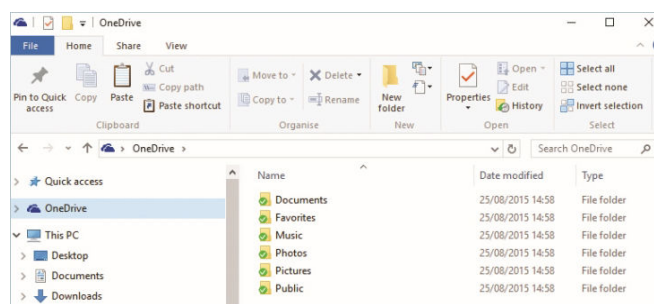 OneDrive
File Home Share View
Pin to Quick access
Copy
Paste
Cut
Copy path
Paste shortcut
Clipboard
Move to
Copy to
Delete
Rename
Organise
New folder
New
Properties
Open
Edit
History
Open
Select all
Select none
Invert selection
Select
OneDrive
Search OneDrive
Quick access
OneDrive
This PC
Desktop
Documents
Downloads
Name Date modified Type
Documents 25/08/2015 14:58 File folder
Favorites 25/08/2015 14:58 File folder
Music 25/08/2015 14:58 File folder
Photos 25/08/2015 14:58 File folder
Pictures 25/08/2015 14:58 File folder
Public 25/08/2015 14:58 File folder